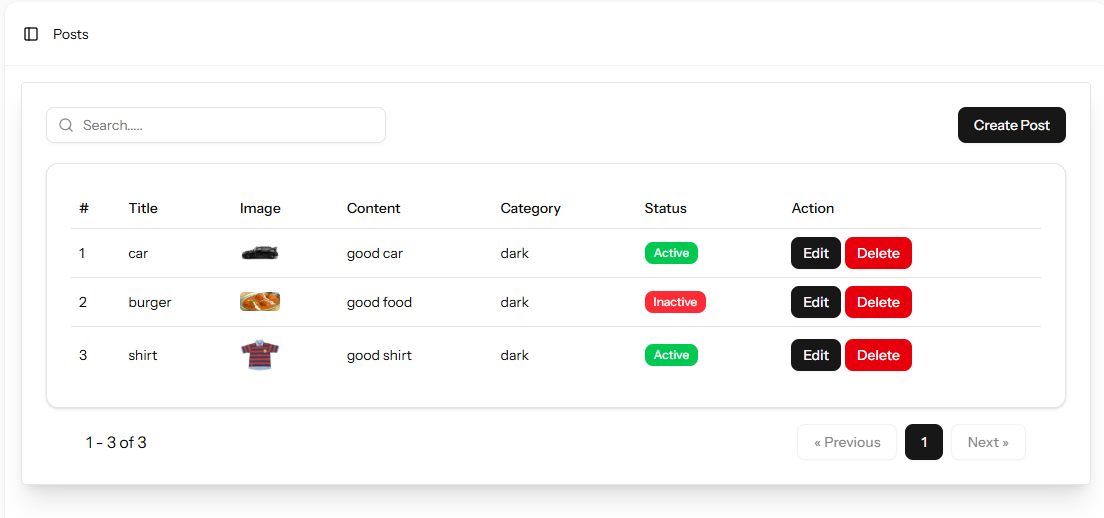 Posts
Search.....
Create Post
# Title Image Content Category Status Action
1 car good car dark Active Edit Delete
2 burger good food dark Inactive Edit Delete
3 shirt good shirt dark Active Edit Delete
1 - 3 of 3 « Previous 1 Next »